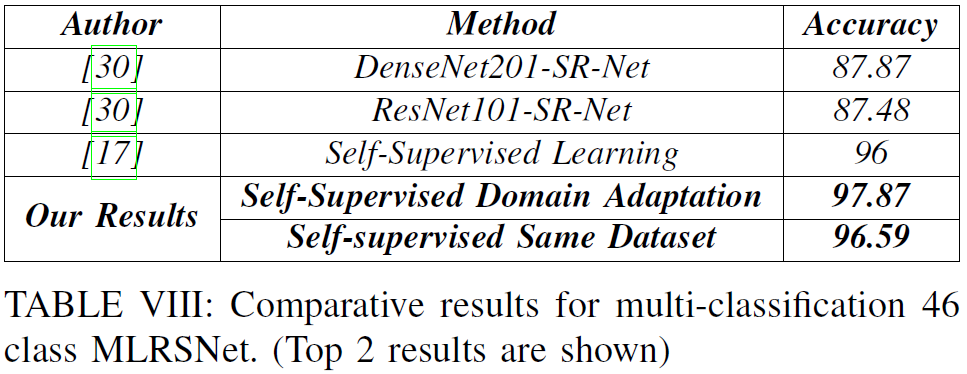 Author Method Accuracy
[30] DenseNet201-SR-Net 87.87
[30] ResNet101-SR-Net 87.48
[17] Self-Supervised Learning 96
Our Results Self-Supervised Domain Adaptation 97.87
Self-supervised Same Dataset 96.59
TABLE VIII: Comparative results for multi-classification 46
class MLRSNet. (Top 2 results are shown)